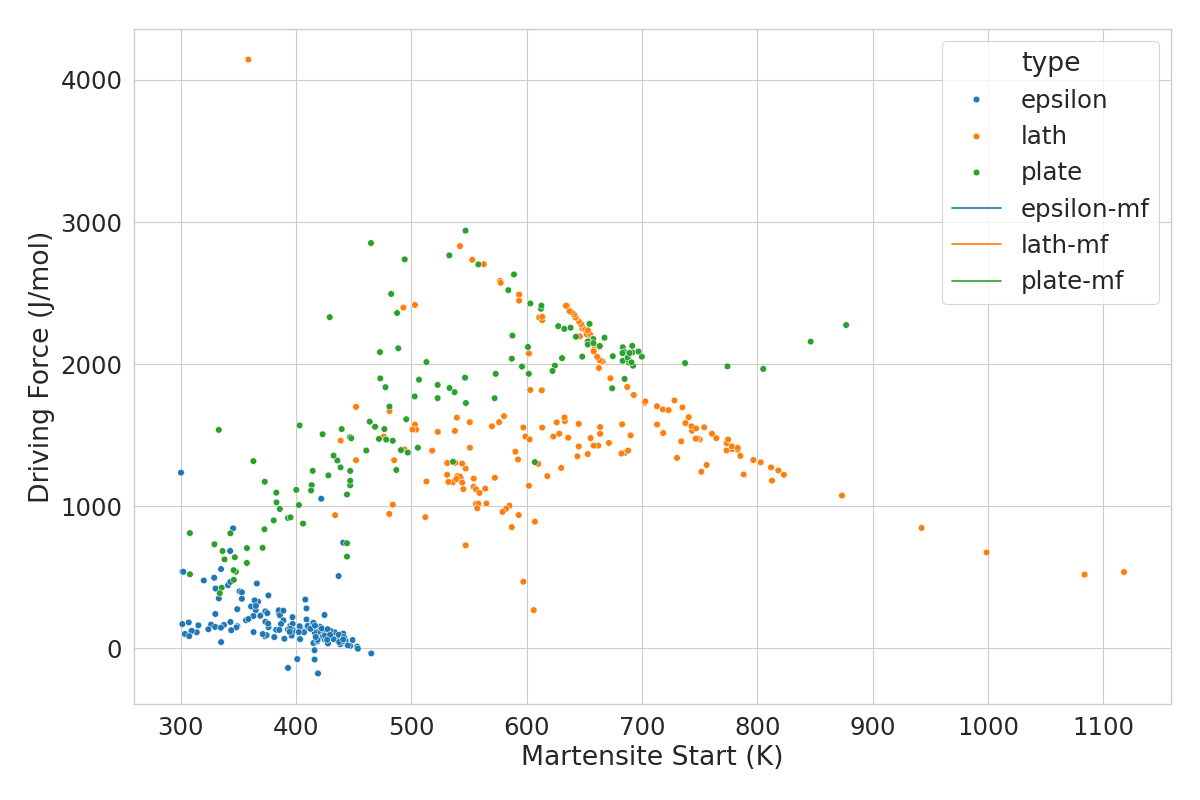 type
epsilon
lath
plate
epsilon-mf
lath-mf
plate-mf
Driving Force (J/mol)
4000
3000
2000
1000
0
300 400 500 600 700 800 900 1000 1100
Martensite Start (K)